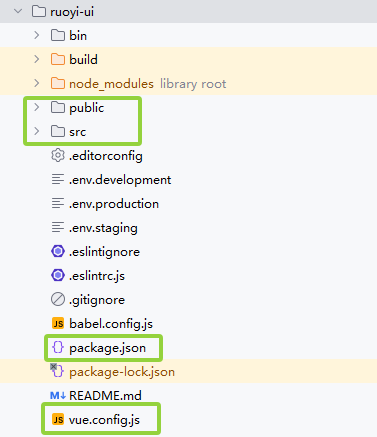 ruoyi-ui
bin
build
node_modules library root
public
src
.editorconfig
.env.development
.env.production
.env.staging
.eslintignore
.eslintrc.js
.gitignore
JS babel.config.js
{} package.json
{} package-lock.json
M↓ README.md
JS vue.config.js